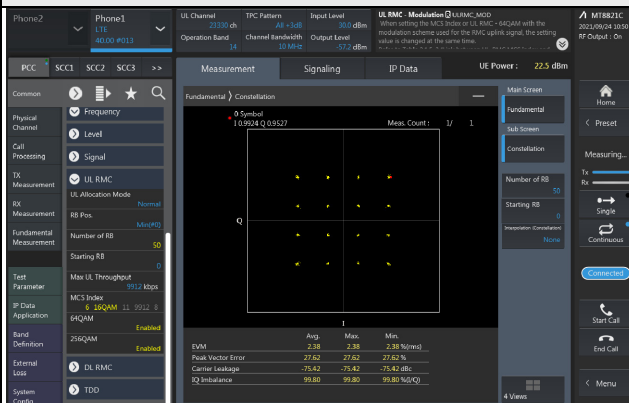 Phone2
Phone1
LTE
40.00 #013
UL Channel
23330 ch
TPC Pattern
All +3dB
Input Level
30.0 dBm
Operation Band
14
Channel Bandwidth
10 MHz
Output Level
-57.2 dBm
UL RMC - Modulation ULRMC_MOD
When setting the MCS Index or UL RMC - 64QAM with the
modulation scheme used for the RMC uplink signal, the setting
value is changed at the same time.
MT8821C
2021/09/24 10:50
RF Output : On
PCC
SCC1
SCC2
SCC3
>>
Measurement
Signaling
IP Data
UE Power : 22.5 dBm
Common
Physical
Channel
Call
Processing
TX
Measurement
RX
Measurement
Fundamental
Measurement
Test
Parameter
IP Data
Application
Band
Definition
External
Loss
System
Config
Frequency
Level
Signal
UL RMC
UL Allocation Mode
Normal
RB Pos.
Min(#0)
Number of RB
50
Starting RB
0
Max UL Throughput
9912 kbps
MCS Index
6 16QAM 11 9912 8
64QAM
Enabled
256QAM
Enabled
DL RMC
TDD
Fundamental > Constellation
0 Symbol
I 0.9924 Q 0.9527
Meas. Count : 1/ 1
Q
I
Avg. Max. Min.
EVM 2.38 2.38 2.38 %(rms)
Peak Vector Error 27.62 27.62 27.62 %
Carrier Leakage -75.42 -75.42 -75.42 dBc
IQ Imbalance 99.80 99.80 99.80 %(I/Q)
Main Screen
Fundamental
Sub Screen
Constellation
Number of RB
50
Starting RB
0
Interpolation (Constellation)
None
4 Views
Home
< Preset
Measuring...
Tx
Rx
Single
Continuous
Connected
Start Call
End Call
< Menu